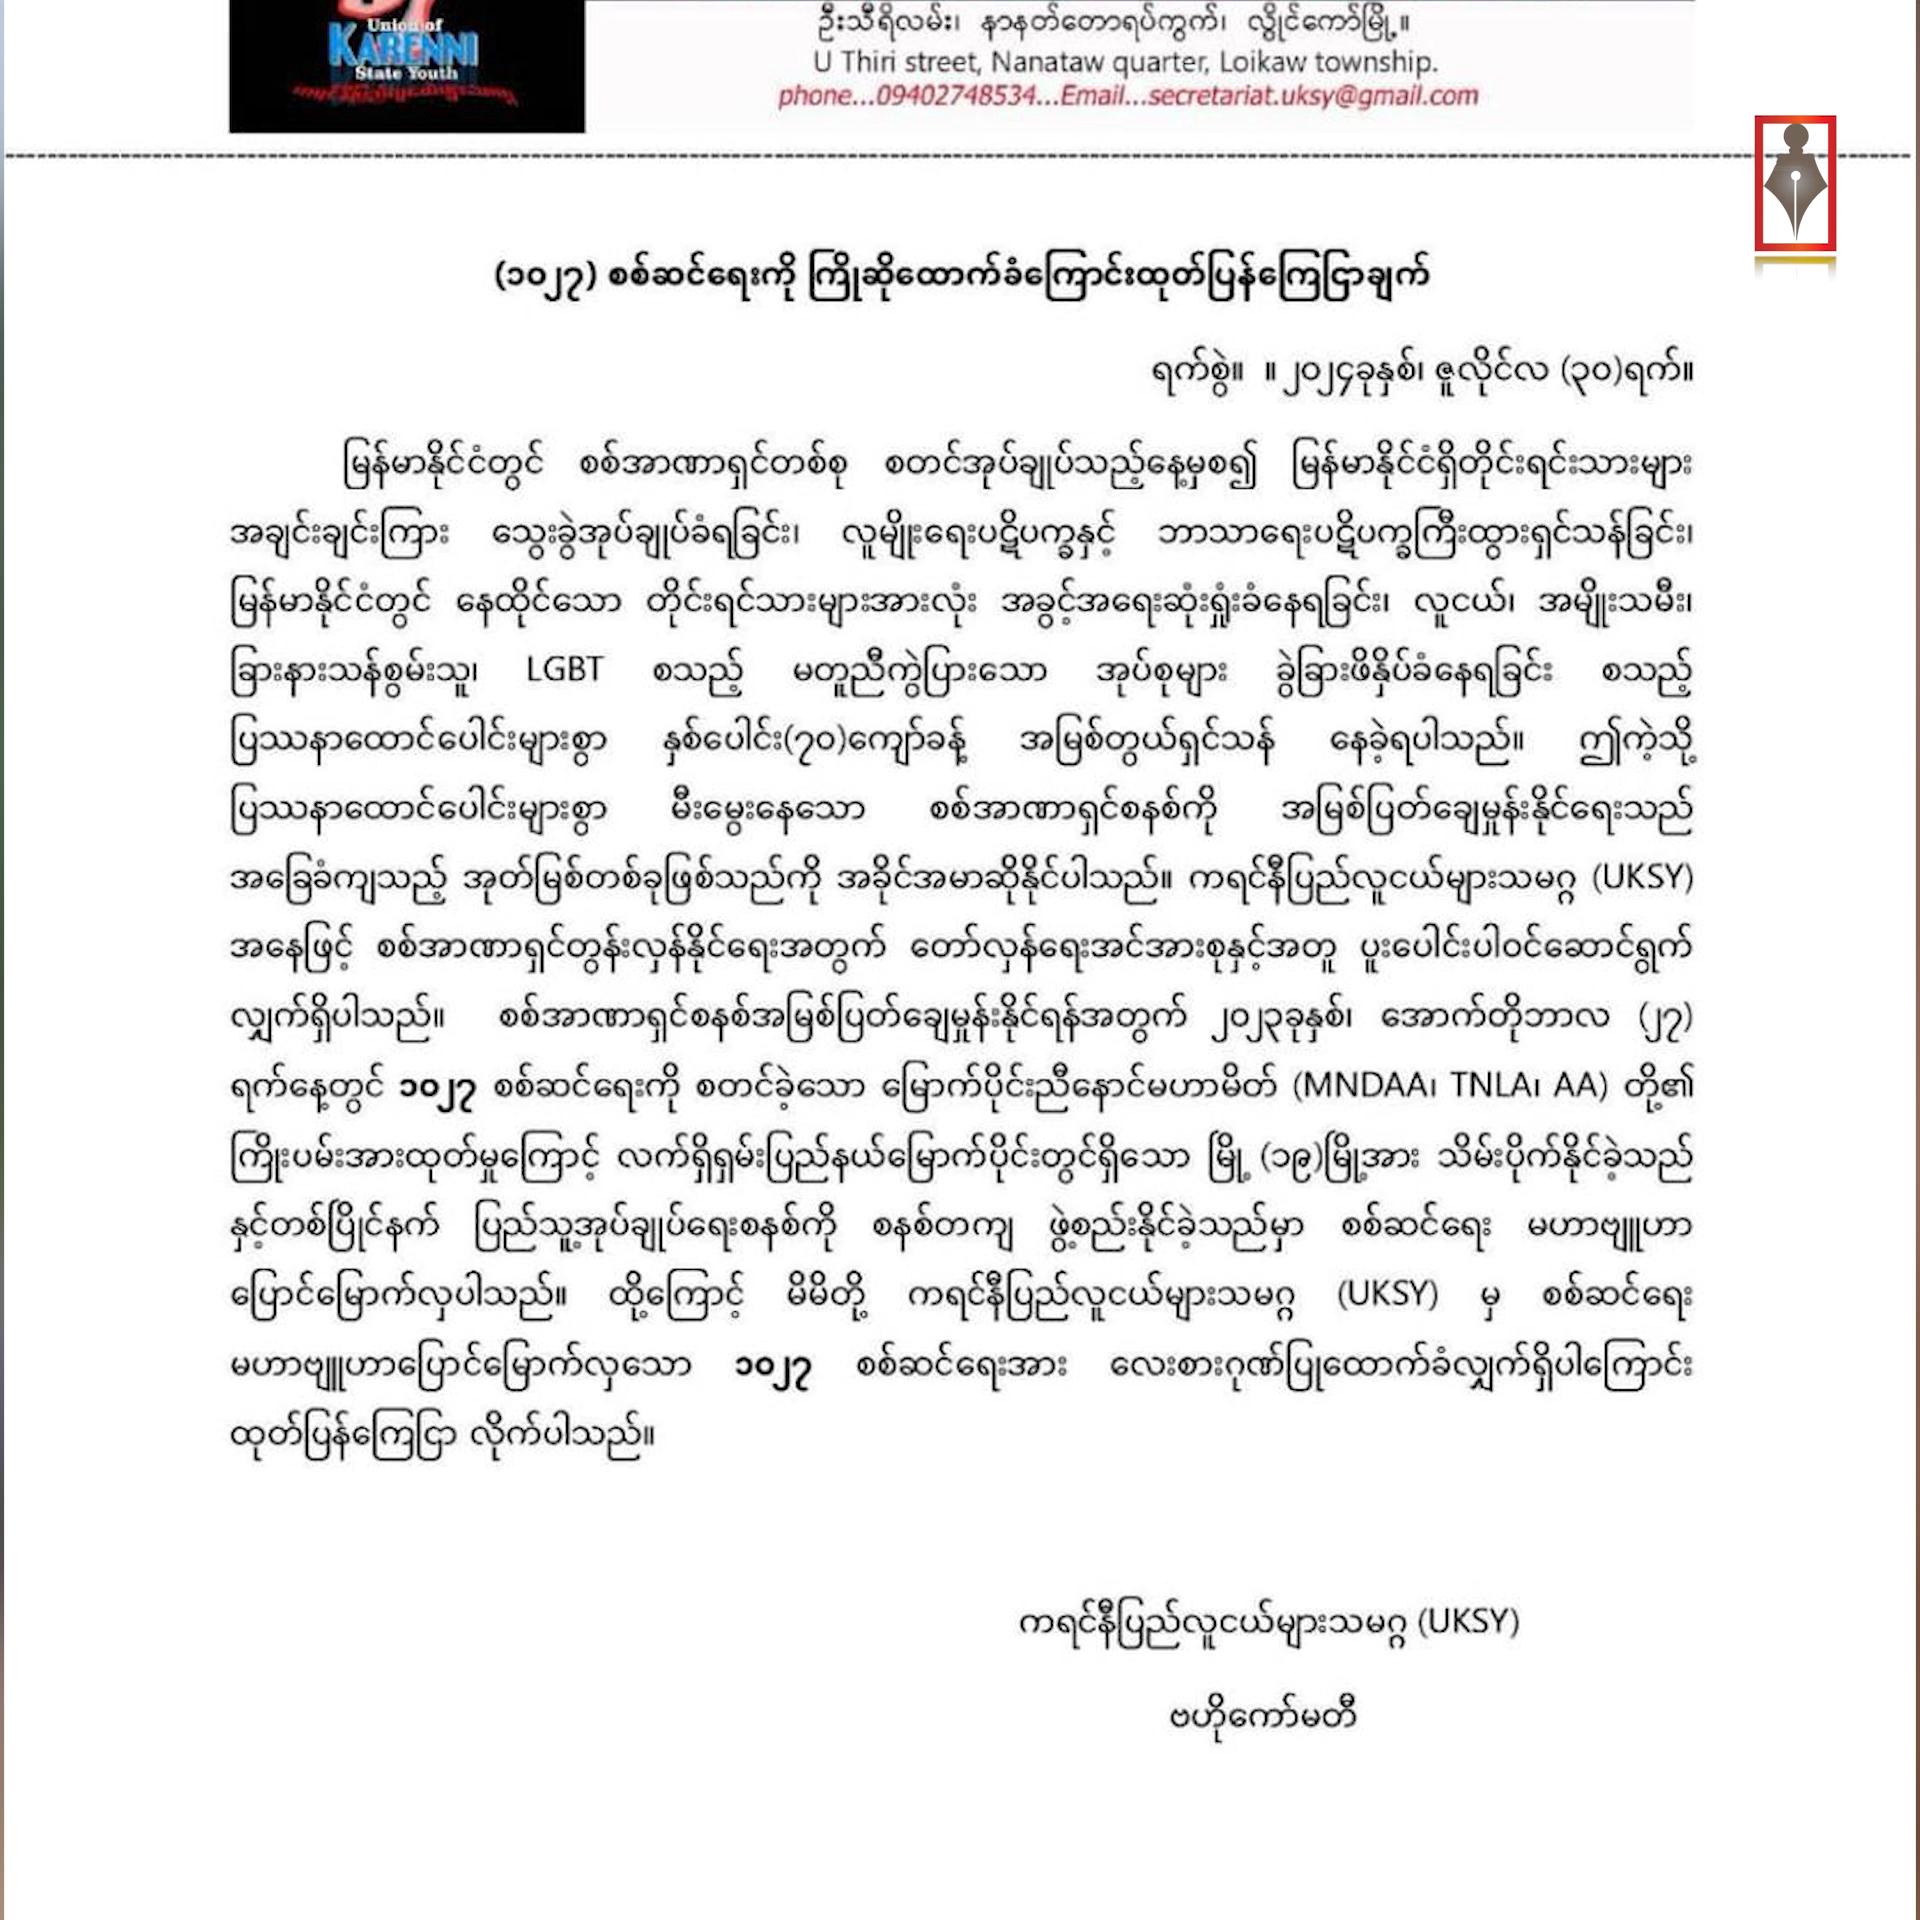 Union of
KARENNI
State Youth
ဦးသီရိလမ်း၊ နာနတ်တောရပ်ကွက်၊ လွိုင်ကော်မြို့။
U Thiri street, Nanataw quarter, Loikaw township.
phone...09402748534...Email...secretariat.uksy@gmail.com
(၁၀၂၇) စစ်ဆင်ရေးကို ကြိုဆိုထောက်ခံကြောင်းထုတ်ပြန်ကြေငြာချက်
ရက်စွဲ။ ။၂၀၂၄ခုနှစ်၊ ဇူလိုင်လ (၃၀)ရက်။
မြန်မာနိုင်ငံတွင် စစ်အာဏာရှင်တစ်စု စတင်အုပ်ချုပ်သည့်နေ့မှစ၍ မြန်မာနိုင်ငံရှိတိုင်းရင်းသားများ
အချင်းချင်းကြား သွေးခွဲအုပ်ချုပ်ခံရခြင်း၊ လူမျိုးရေးပဋိပက္ခနှင့် ဘာသာရေးပဋိပက္ခကြီးထွားရှင်သန်ခြင်း၊
မြန်မာနိုင်ငံတွင် နေထိုင်သော တိုင်းရင်သားများအားလုံး အခွင့်အရေးဆုံးရှုံးခံနေရခြင်း၊ လူငယ်၊ အမျိုးသမီး၊
ခြားနားသန်စွမ်းသူ၊ LGBT စသည့် မတူညီကွဲပြားသော အုပ်စုများ ခွဲခြားဖိနှိပ်ခံနေရခြင်း စသည့်
ပြဿနာထောင်ပေါင်းများစွာ နှစ်ပေါင်း(၇၀)ကျော်ခန့် အမြစ်တွယ်ရှင်သန် နေခဲ့ရပါသည်။ ဤကဲ့သို့
ပြဿနာထောင်ပေါင်းများစွာ မီးမွှေးနေသော စစ်အာဏာရှင်စနစ်ကို အမြစ်ပြတ်ချေမှုန်းနိုင်ရေးသည်
အခြေခံကျသည့် အုတ်မြစ်တစ်ခုဖြစ်သည်ကို အခိုင်အမာဆိုနိုင်ပါသည်။ ကရင်နီပြည်လူငယ်များသမဂ္ဂ (UKSY)
အနေဖြင့် စစ်အာဏာရှင်တွန်းလှန်နိုင်ရေးအတွက် တော်လှန်ရေးအင်အားစုနှင့်အတူ ပူးပေါင်းပါဝင်ဆောင်ရွက်
လျှက်ရှိပါသည်။ စစ်အာဏာရှင်စနစ်အမြစ်ပြတ်ချေမှုန်းနိုင်ရန်အတွက် ၂၀၂၃ခုနှစ်၊ အောက်တိုဘာလ (၂၇)
ရက်နေ့တွင် ၁၀၂၇ စစ်ဆင်ရေးကို စတင်ခဲ့သော မြောက်ပိုင်းညီနောင်မဟာမိတ် (MNDAA၊ TNLA၊ AA) တို့၏
ကြိုးပမ်းအားထုတ်မှုကြောင့် လက်ရှိရှမ်းပြည်နယ်မြောက်ပိုင်းတွင်ရှိသော မြို့ (၁၉)မြို့အား သိမ်းပိုက်နိုင်ခဲ့သည်
နှင့်တစ်ပြိုင်နက် ပြည်သူ့အုပ်ချုပ်ရေးစနစ်ကို စနစ်တကျ ဖွဲ့စည်းနိုင်ခဲ့သည်မှာ စစ်ဆင်ရေး မဟာဗျူဟာ
ပြောင်မြောက်လှပါသည်။ ထို့ကြောင့် မိမိတို့ ကရင်နီပြည်လူငယ်များသမဂ္ဂ (UKSY) မှ စစ်ဆင်ရေး
မဟာဗျူဟာပြောင်မြောက်လှသော ၁၀၂၇ စစ်ဆင်ရေးအား လေးစားဂုဏ်ပြုထောက်ခံလျှက်ရှိပါကြောင်း
ထုတ်ပြန်ကြေငြာ လိုက်ပါသည်။
ကရင်နီပြည်လူငယ်များသမဂ္ဂ (UKSY)
ဗဟိုကော်မတီ